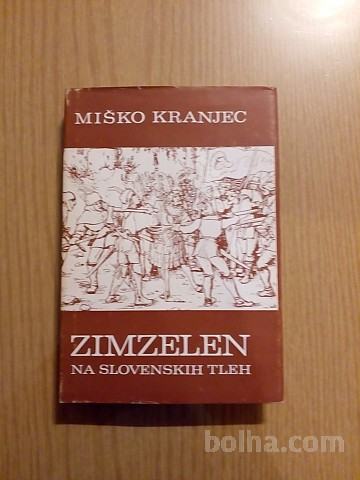 MIŠKO KRANJEC
ZIMZELEN
NA SLOVENSKIH TLEH
bolha.com